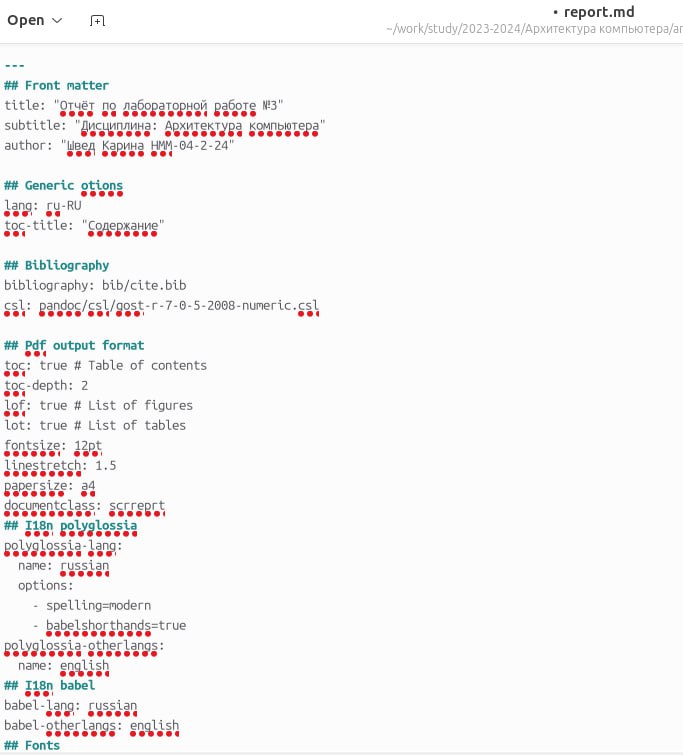 Open
• report.md
~/work/study/2023-2024/Архитектура компьютера/ar
---
## Front matter
title: "Отчёт по лабораторной работе №3"
subtitle: "Дисциплина: Архитектура компьютера"
author: "Швед Карина НММ-04-2-24"
## Generic otions
lang: ru-RU
toc-title: "Содержание"
## Bibliography
bibliography: bib/cite.bib
csl: pandoc/csl/gost-r-7-0-5-2008-numeric.csl
## Pdf output format
toc: true # Table of contents
toc-depth: 2
lof: true # List of figures
lot: true # List of tables
fontsize: 12pt
linestretch: 1.5
papersize: a4
documentclass: scrreprt
## I18n polyglossia
polyglossia-lang:
  name: russian
  options:
    - spelling=modern
    - babelshorthands=true
polyglossia-otherlangs:
  name: english
## I18n babel
babel-lang: russian
babel-otherlangs: english
## Fonts